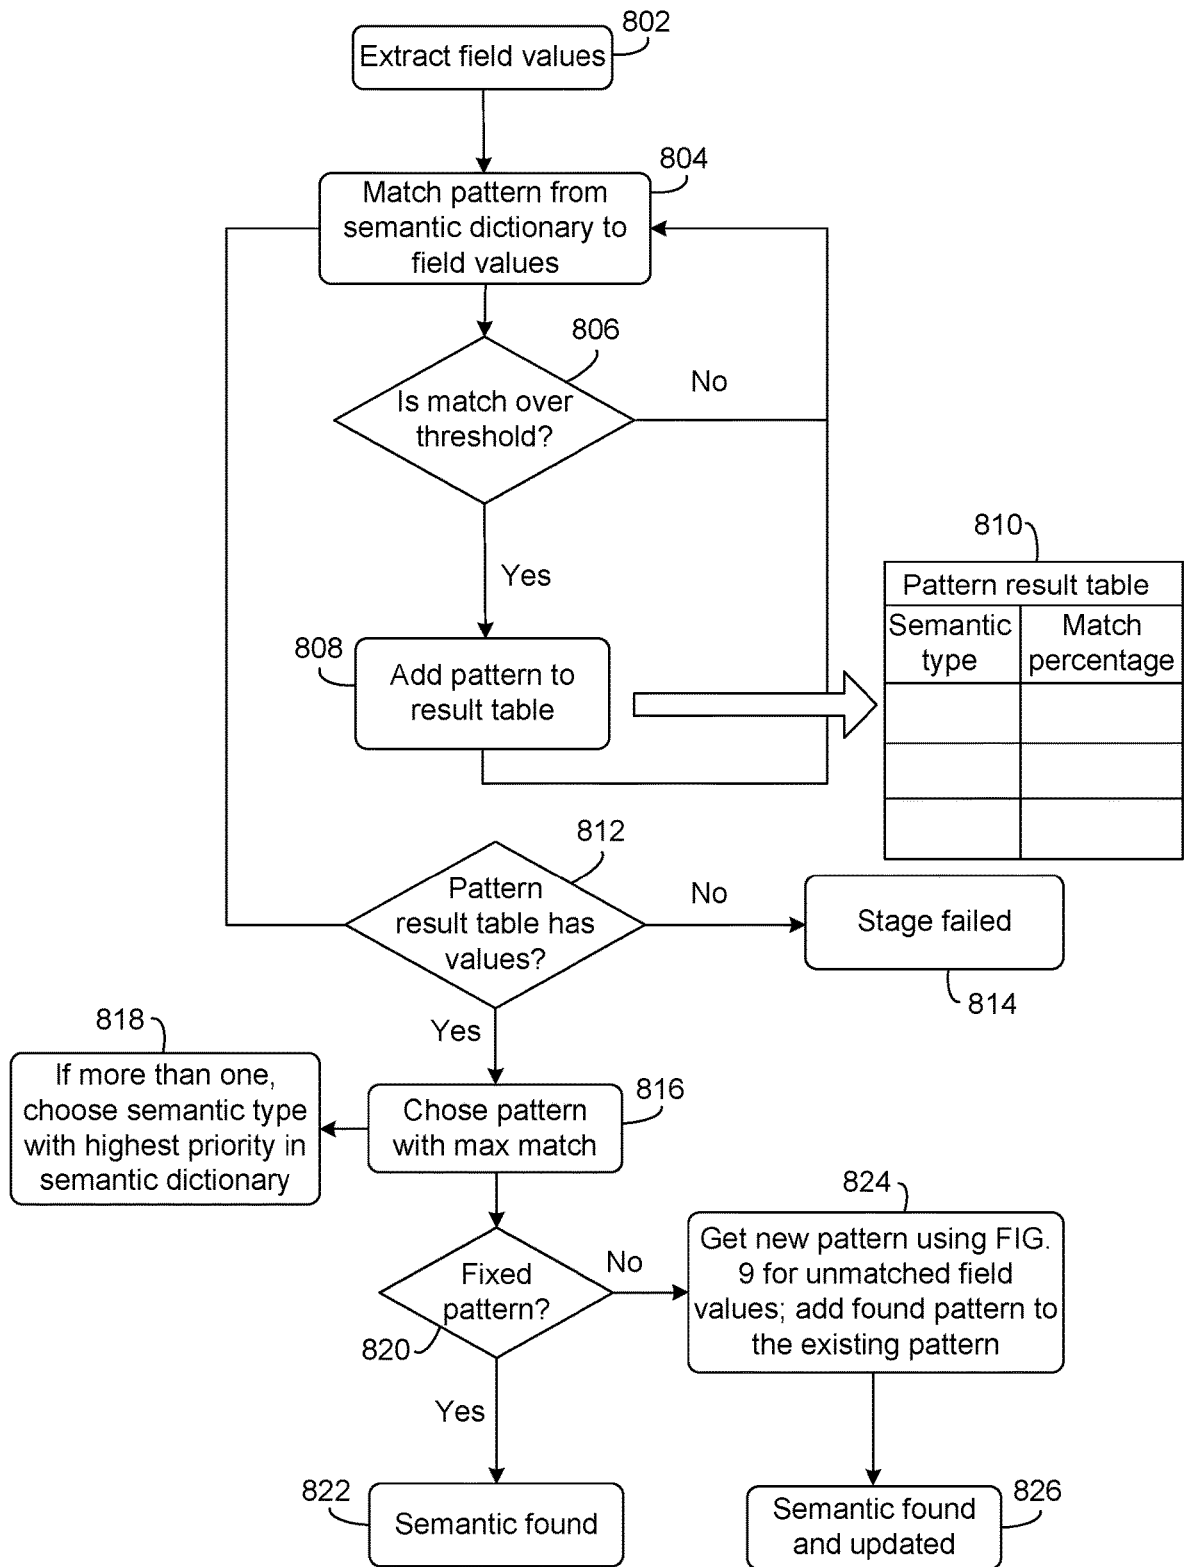 802
Extract field values
804
Match pattern from
semantic dictionary to
field values
806
Is match over
threshold?
No
Yes
808
Add pattern to
result table
810
Pattern result table
Semantic
type
Match
percentage
812
Pattern
result table has
values?
No
Stage failed
814
Yes
818
If more than one,
choose semantic type
with highest priority in
semantic dictionary
816
Chose pattern
with max match
820
Fixed
pattern?
No
824
Get new pattern using FIG.
9 for unmatched field
values; add found pattern to
the existing pattern
Yes
822
Semantic found
826
Semantic found
and updated